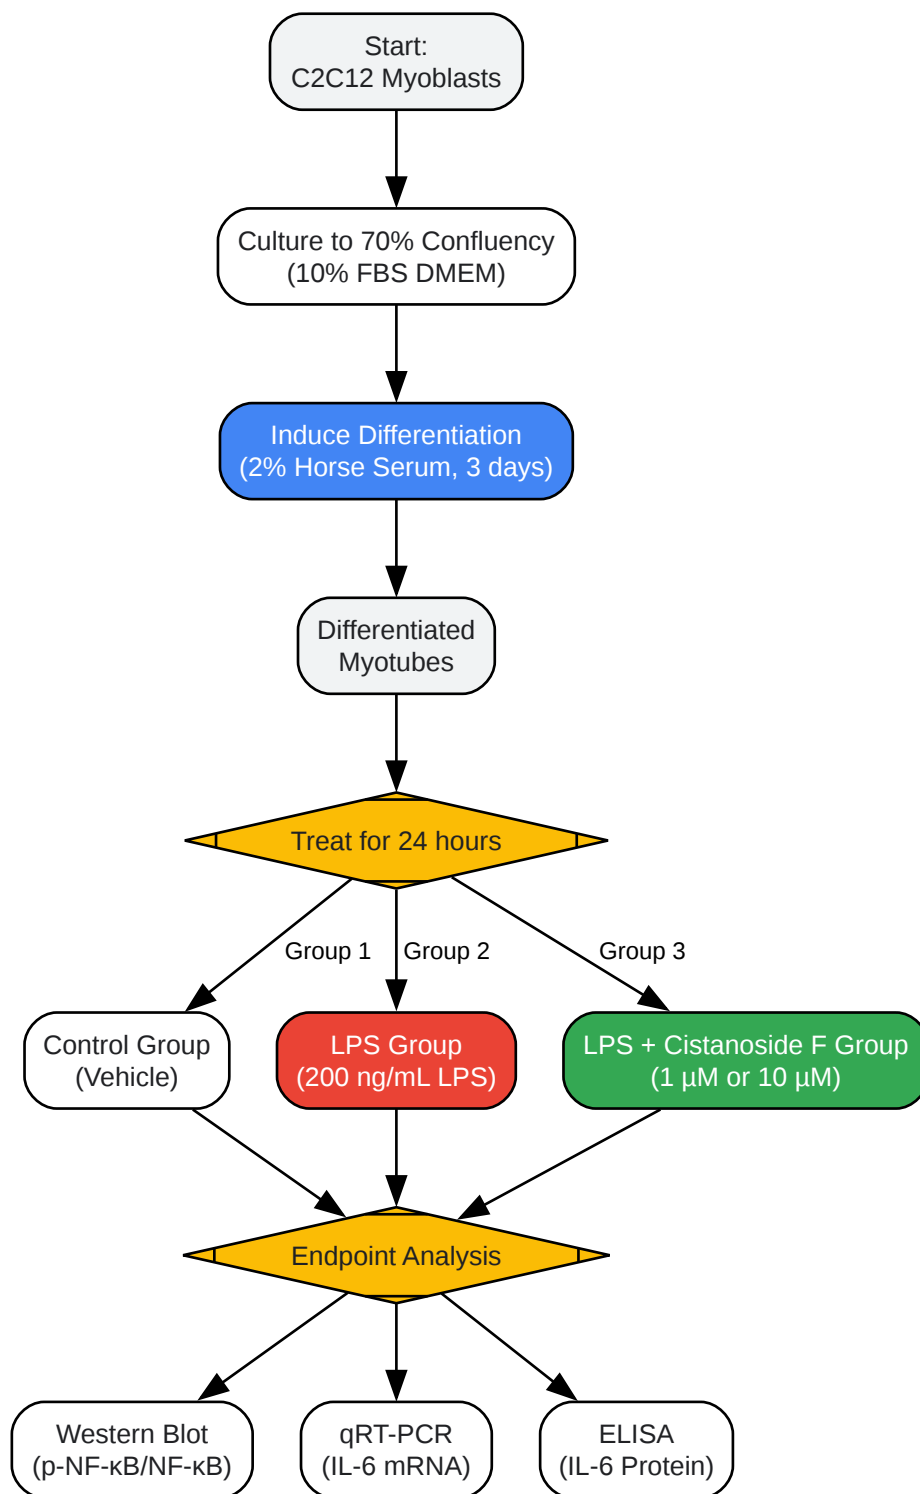 Start:
C2C12 Myoblasts
Culture to 70% Confluency
(10% FBS DMEM)
Induce Differentiation
(2% Horse Serum, 3 days)
Differentiated
Myotubes
Treat for 24 hours
Group 1
Group 2
Group 3
Control Group
(Vehicle)
LPS Group
(200 ng/mL LPS)
LPS + Cistanoside F Group
(1 µM or 10 µM)
Endpoint Analysis
Western Blot
(p-NF-κB/NF-κB)
qRT-PCR
(IL-6 mRNA)
ELISA
(IL-6 Protein)